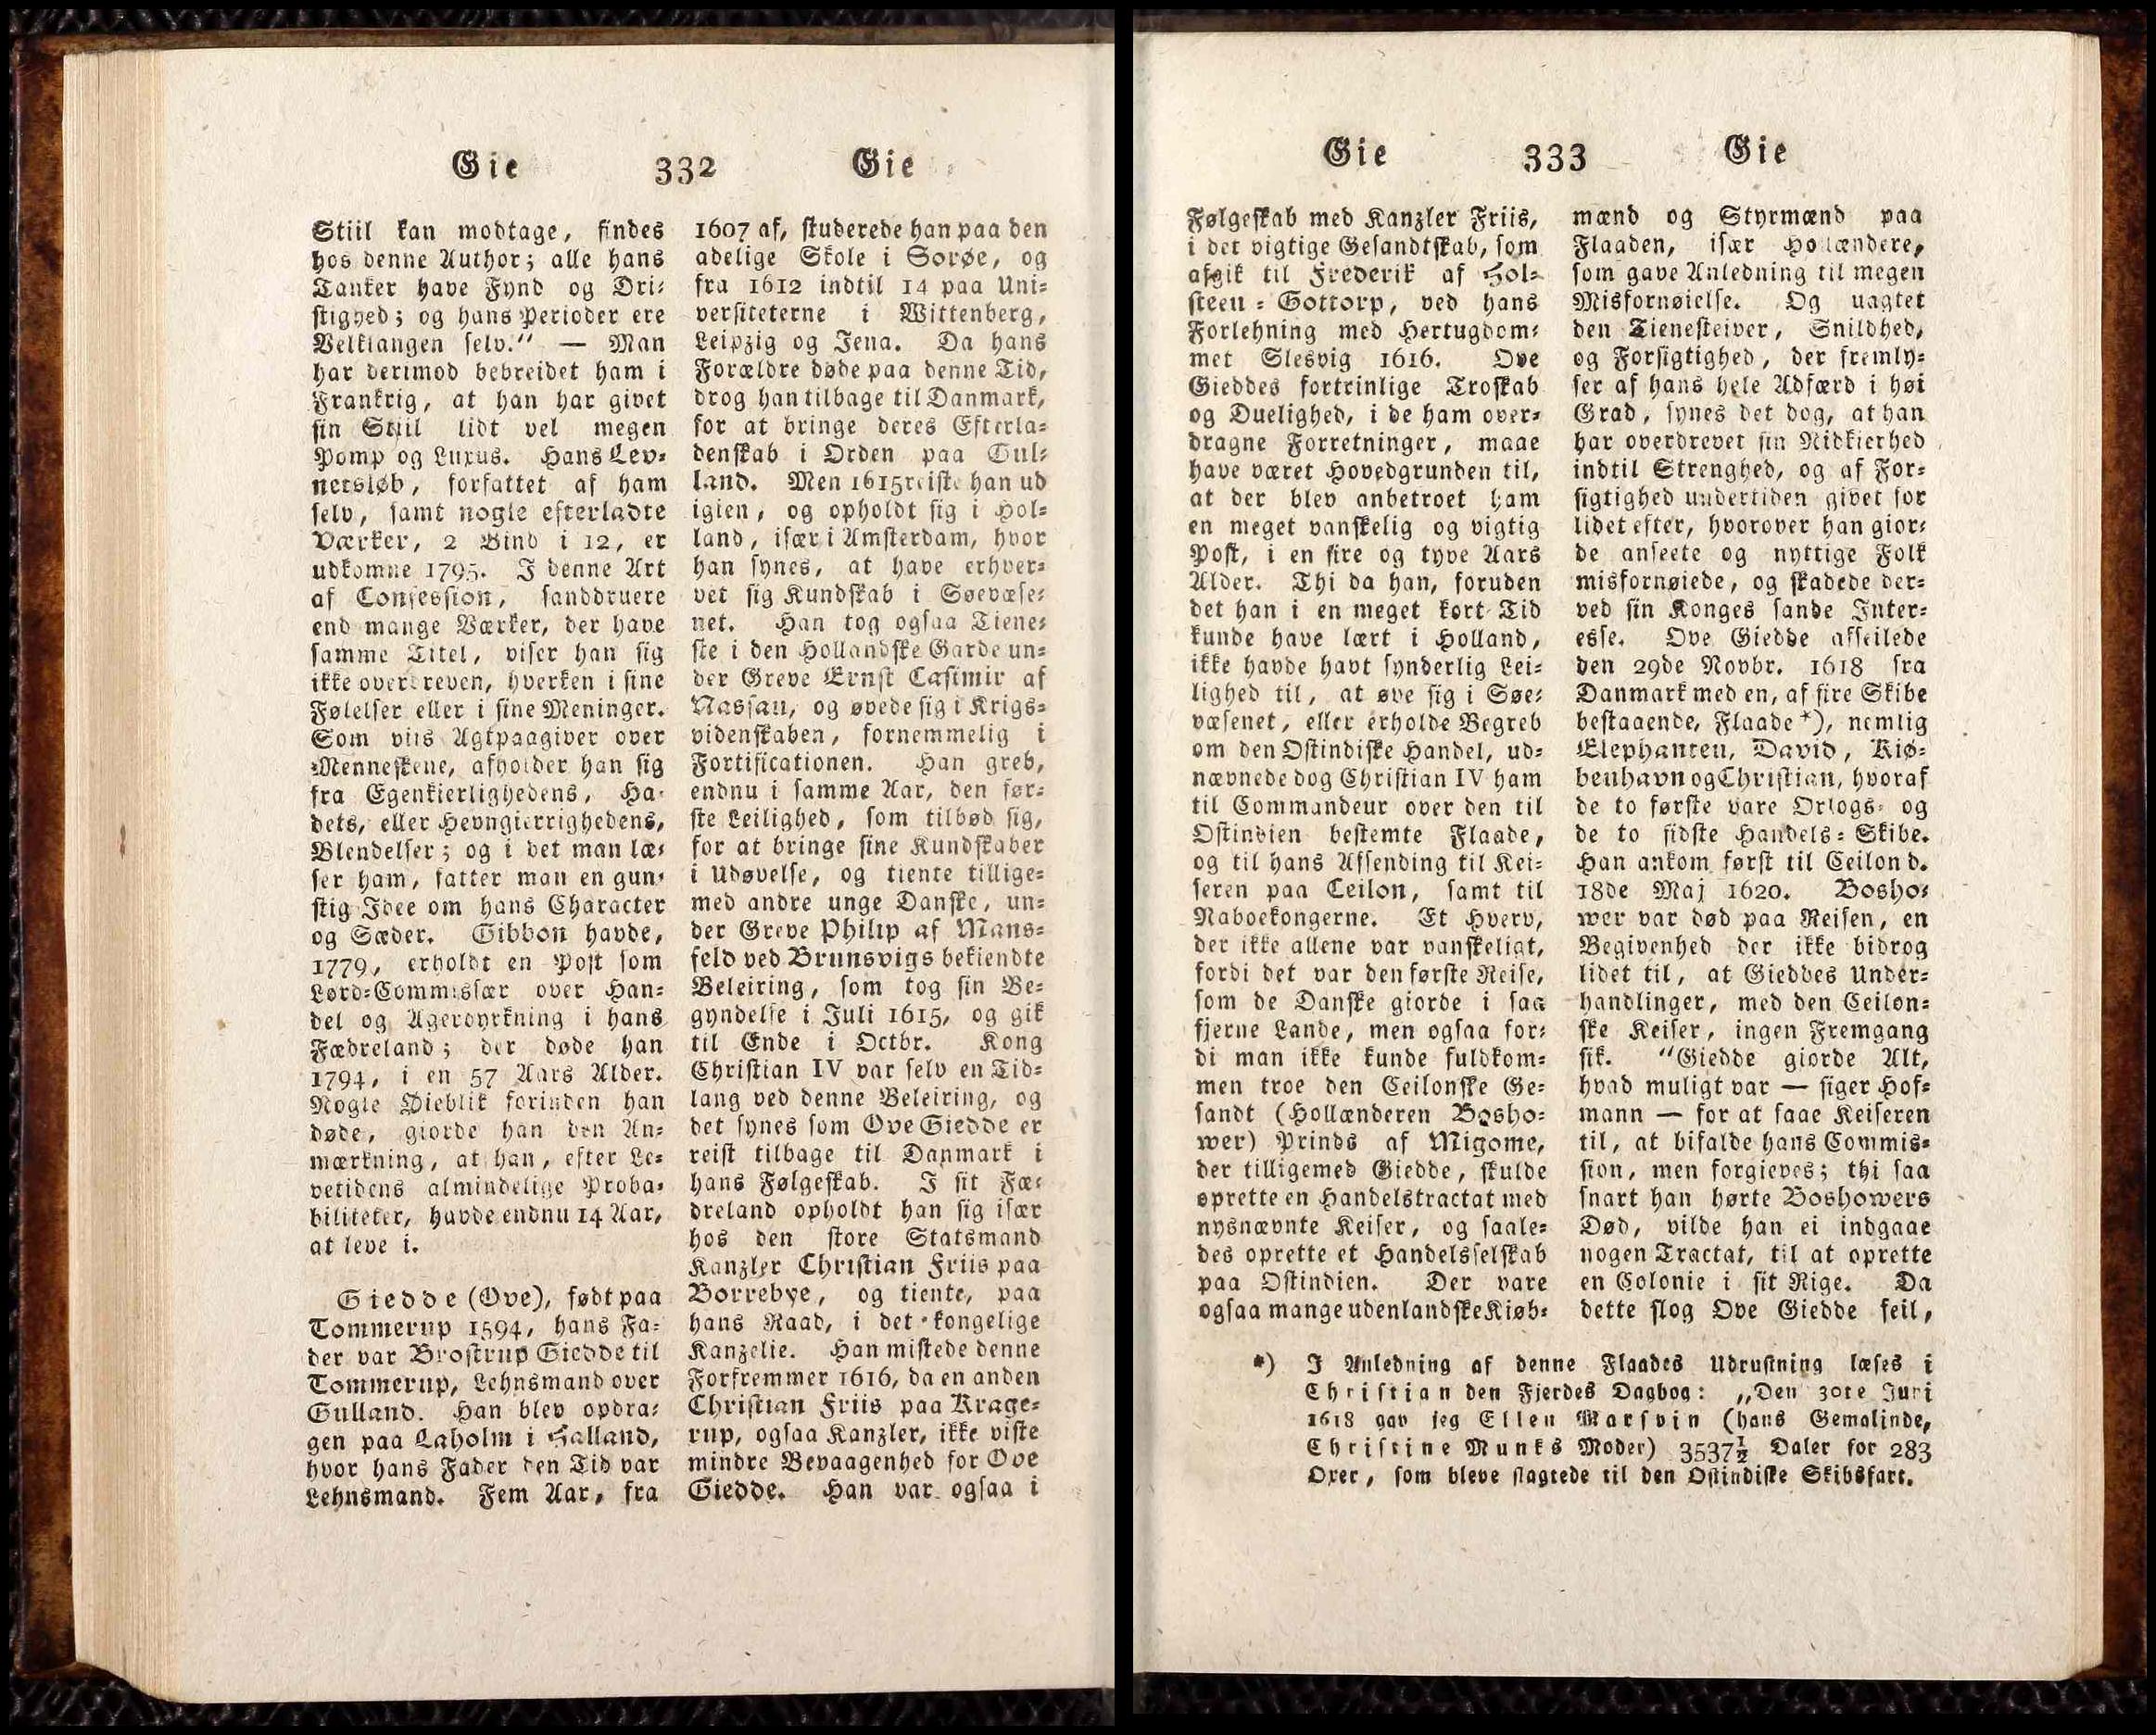 Gie 332 Gie
Stiil kan modtage, findes
hos denne Author; alle hans
Tanker have Fynd og Dri-
stighed; og hans Perioder ere
Velklangen selv." — Man
har derimod bebreidet ham i
Frankrig, at han har givet
sin Stiil lidt vel megen
Pomp og Luxus. Hans Lev-
netsløb, forfattet af ham
selv, samt nogle efterladte
Værker, 2 Bind i 12, er
udkomne 1795. I denne Art
af Confession, sanddruere
end mange Værker, der have
samme Titel, viser han sig
ikke overdreven, hverken i sine
Følelser eller i sine Meninger.
Som viis Agtpaagiver over
Menneskene, afholder han sig
fra Egenkierlighedens, Ha-
dets, eller Hevngierrighedens,
Blendelser; og i det man læ-
ser ham, fatter man en gun-
stig Idee om hans Character
og Sæder. Gibbon havde,
1779, erholdt en Post som
Lord-Commissær over Han-
del og Agerdyrkning i hans
Fædreland; der døde han
1794, i en 57 Aars Alder.
Nogle Øieblik forinden han
døde, giorde han den An-
mærkning, at han, efter Le-
vetidens almindelige Proba-
biliteter, havde endnu 14 Aar,
at leve i.
Giedde (Ove), født paa
Tommerup 1594, hans Fa-
der var Brostrup Giedde til
Tommerup, Lehnsmand over
Gulland. Han blev opdra-
gen paa Laholm i Halland,
hvor hans Fader den Tid var
Lehnsmand. Fem Aar, fra
1607 af, studerede han paa den
adelige Skole i Sorøe, og
fra 1612 indtil 14 paa Uni-
versiteterne i Wittenberg,
Leipzig og Jena. Da hans
Forældre døde paa denne Tid,
drog han tilbage til Danmark,
for at bringe deres Efterla-
denskab i Orden paa Gul-
land. Men 1615 reiste han ud
igien, og opholdt sig i Hol-
land, især i Amsterdam, hvor
han synes, at have erhver-
vet sig Kundskab i Søevæse-
net. Han tog ogsaa Tiene-
ste i den Hollandske Garde un-
der Greve Ernst Casimir af
Nassau, og øvede sig i Krigs-
videnskaben, fornemmelig i
Fortificationen. Han greb,
endnu i samme Aar, den før-
ste Leilighed, som tilbød sig,
for at bringe sine Kundskaber
i Udøvelse, og tiente tillige-
med andre unge Danske, un-
der Greve Philip af Mans-
feld ved Brunsvigs bekiendte
Beleiring, som tog sin Be-
gyndelse i Juli 1615, og gik
til Ende i Octbr. Kong
Christian IV var selv en Tid-
lang ved denne Beleiring, og
det synes som Ove Giedde er
reist tilbage til Danmark i
hans Følgeskab. I sit Fæ-
dreland opholdt han sig især
hos den store Statsmand
Kanzler Christian Friis paa
Borrebye, og tiente, paa
hans Raad, i det kongelige
Kanzelie. Han mistede denne
Forfremmer 1616, da en anden
Christian Friis paa Krage-
rup, ogsaa Kanzler, ikke viste
mindre Bevaagenhed for Ove
Giedde. Han var ogsaa i
Gie 333 Gie
Følgeskab med Kanzler Friis,
i det vigtige Gesandtskab, som
afgik til Frederik af Hol-
steen-Gottorp, ved hans
Forlehning med Hertugdom-
met Slesvig 1616. Ove
Gieddes fortrinlige Troskab
og Duelighed, i de ham over-
dragne Forretninger, maae
have været Hovedgrunden til,
at der blev anbetroet ham
en meget vanskelig og vigtig
Post, i en fire og tyve Aars
Alder. Thi da han, foruden
det han i en meget kort Tid
kunde have lært i Holland,
ikke havde havt synderlig Lei-
lighed til, at øve sig i Søe-
væsenet, eller erholde Begreb
om den Ostindiske Handel, ud-
nævnede dog Christian IV ham
til Commandeur over den til
Ostindien bestemte Flaade,
og til hans Afsending til Kei-
seren paa Ceilon, samt til
Naboekongerne. Et Hverv,
der ikke allene var vanskeligt,
fordi det var den første Reise,
som de Danske giorde i saa
fjerne Lande, men ogsaa for-
di man ikke kunde fuldkom-
men troe den Ceilonske Ge-
sandt (Hollænderen Bosho-
wer) Prinds af Migome,
der tilligemed Giedde, skulde
oprette en Handelstractat med
nysnævnte Keiser, og saale-
des oprette et Handelsselskab
paa Ostindien. Der vare
ogsaa mange udenlandske Kiøb-
mænd og Styrmænd paa
Flaaden, især Hollændere,
som gave Anledning til megen
Misfornøielse. Og uagtet
den Tienesteiver, Snildhed,
og Forsigtighed, der fremly-
ser af hans hele Adfærd i høi
Grad, synes det dog, at han
har overdrevet sin Nidkierhed
indtil Strenghed, og af For-
sigtighed undertiden givet for
lidet efter, hvorover han gior-
de anseete og nyttige Folk
misfornøiede, og skadede der-
ved sin Konges sande Inter-
esse. Ove Giedde afseilede
den 29de Novbr. 1618 fra
Danmark med en, af fire Skibe
bestaaende, Flaade *), nemlig
Elephanten, David, Kiø-
benhavn og Christian, hvoraf
de to første vare Orlogs- og
de to sidste Handels-Skibe.
Han ankom først til Ceilon d.
18de Maj 1620. Bosho-
wer var død paa Reisen, en
Begivenhed der ikke bidrog
lidet til, at Gieddes Under-
handlinger, med den Ceilon-
ske Keiser, ingen Fremgang
fik. "Giedde giorde Alt,
hvad muligt var — siger Hof-
mann — for at faae Keiseren
til, at bifalde hans Commis-
sion, men forgieves; thi saa
snart han hørte Boshowers
Død, vilde han ei indgaae
nogen Tractat, til at oprette
en Colonie i sit Rige. Da
dette slog Ove Giedde feil,
*) I Anledning af denne Flaades Udrustning læses i
Christian den Fjerdes Dagbog: „Den 30te Juni
1618 gav jeg Ellen Marsvin (hans Gemalinde,
Christine Munks Moder) 3537½ Daler for 283
Oxer, som bleve slagtede til den Ostindiske Skibsfart.